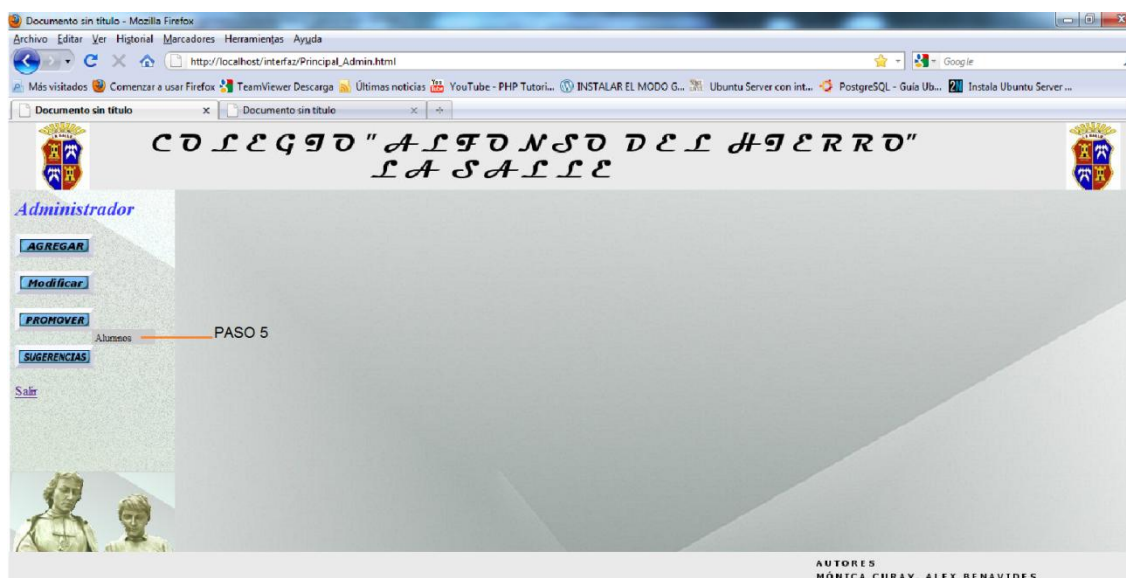 Documento sin título - Mozilla Firefox
Archivo Editar Ver Historial Marcadores Herramientas Ayuda
http://localhost/interfaz/Principal_Admin.html
Google
Más visitados Comenzar a usar Firefox TeamViewer Descarga Últimas noticias YouTube - PHP Tutori... INSTALAR EL MODO G... Ubuntu Server con int... PostgreSQL - Guía Ub... Instala Ubuntu Server ...
Documento sin título Documento sin título
COLEGIO "ALFONSO DEL HIERRO"
LA SALLE
Administrador
AGREGAR
Modificar
PROMOVER
Alumnos
PASO 5
SUGERENCIAS
Salir
AUTORES
MÓNICA CURAY, ALEX BENAVIDES